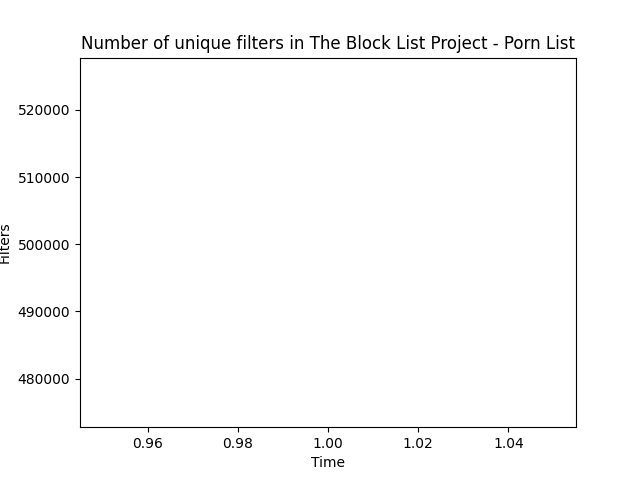 Number of unique filters in The Block List Project - Porn List
520000
510000
500000
490000
480000
Filters
0.96 0.98 1.00 1.02 1.04
Time